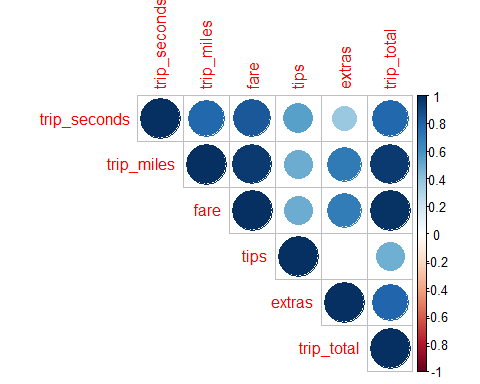 trip_seconds
trip_miles
fare
tips
extras
trip_total
trip_seconds
trip_miles
fare
tips
extras
trip_total
1
0.8
0.6
0.4
0.2
0
-0.2
-0.4
-0.6
-0.8
-1